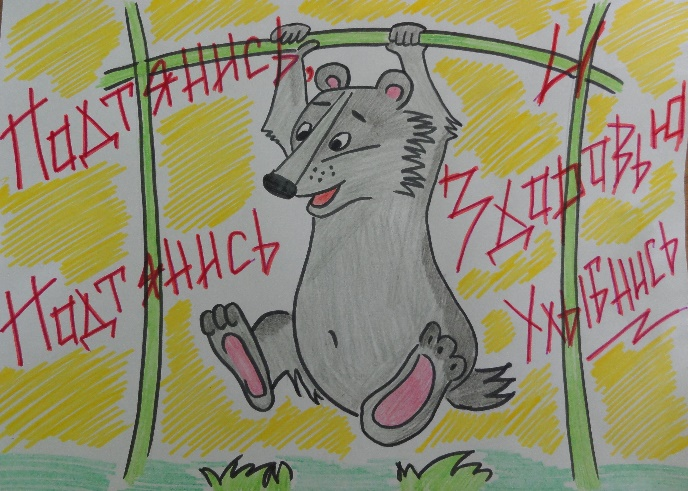 Подтянись,
Подтянись
И
Здоровью
Улыбнись